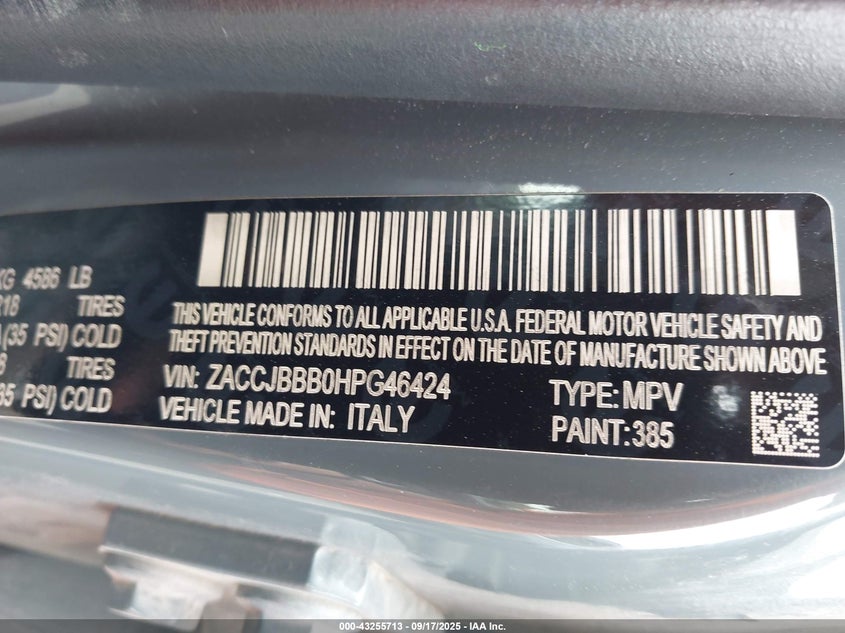 KG 4586 LB
R18 TIRES
(35 PSI) COLD
TIRES
35 PSI) COLD
THIS VEHICLE CONFORMS TO ALL APPLICABLE U.S.A. FEDERAL MOTOR VEHICLE SAFETY AND
THEFT PREVENTION STANDARDS IN EFFECT ON THE DATE OF MANUFACTURE SHOWN ABOVE
VIN: ZACCJBBB0HPG46424 TYPE: MPV
VEHICLE MADE IN: ITALY PAINT: 385
000-43255713 - 09/17/2025 - IAA Inc.